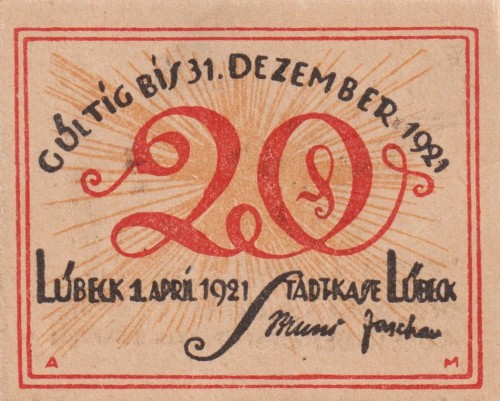 GÜLTIG BIS 31. DEZEMBER 1921
20 ₰
LÜBECK 1 APRIL 1921 STADTKASSE LÜBECK
A M